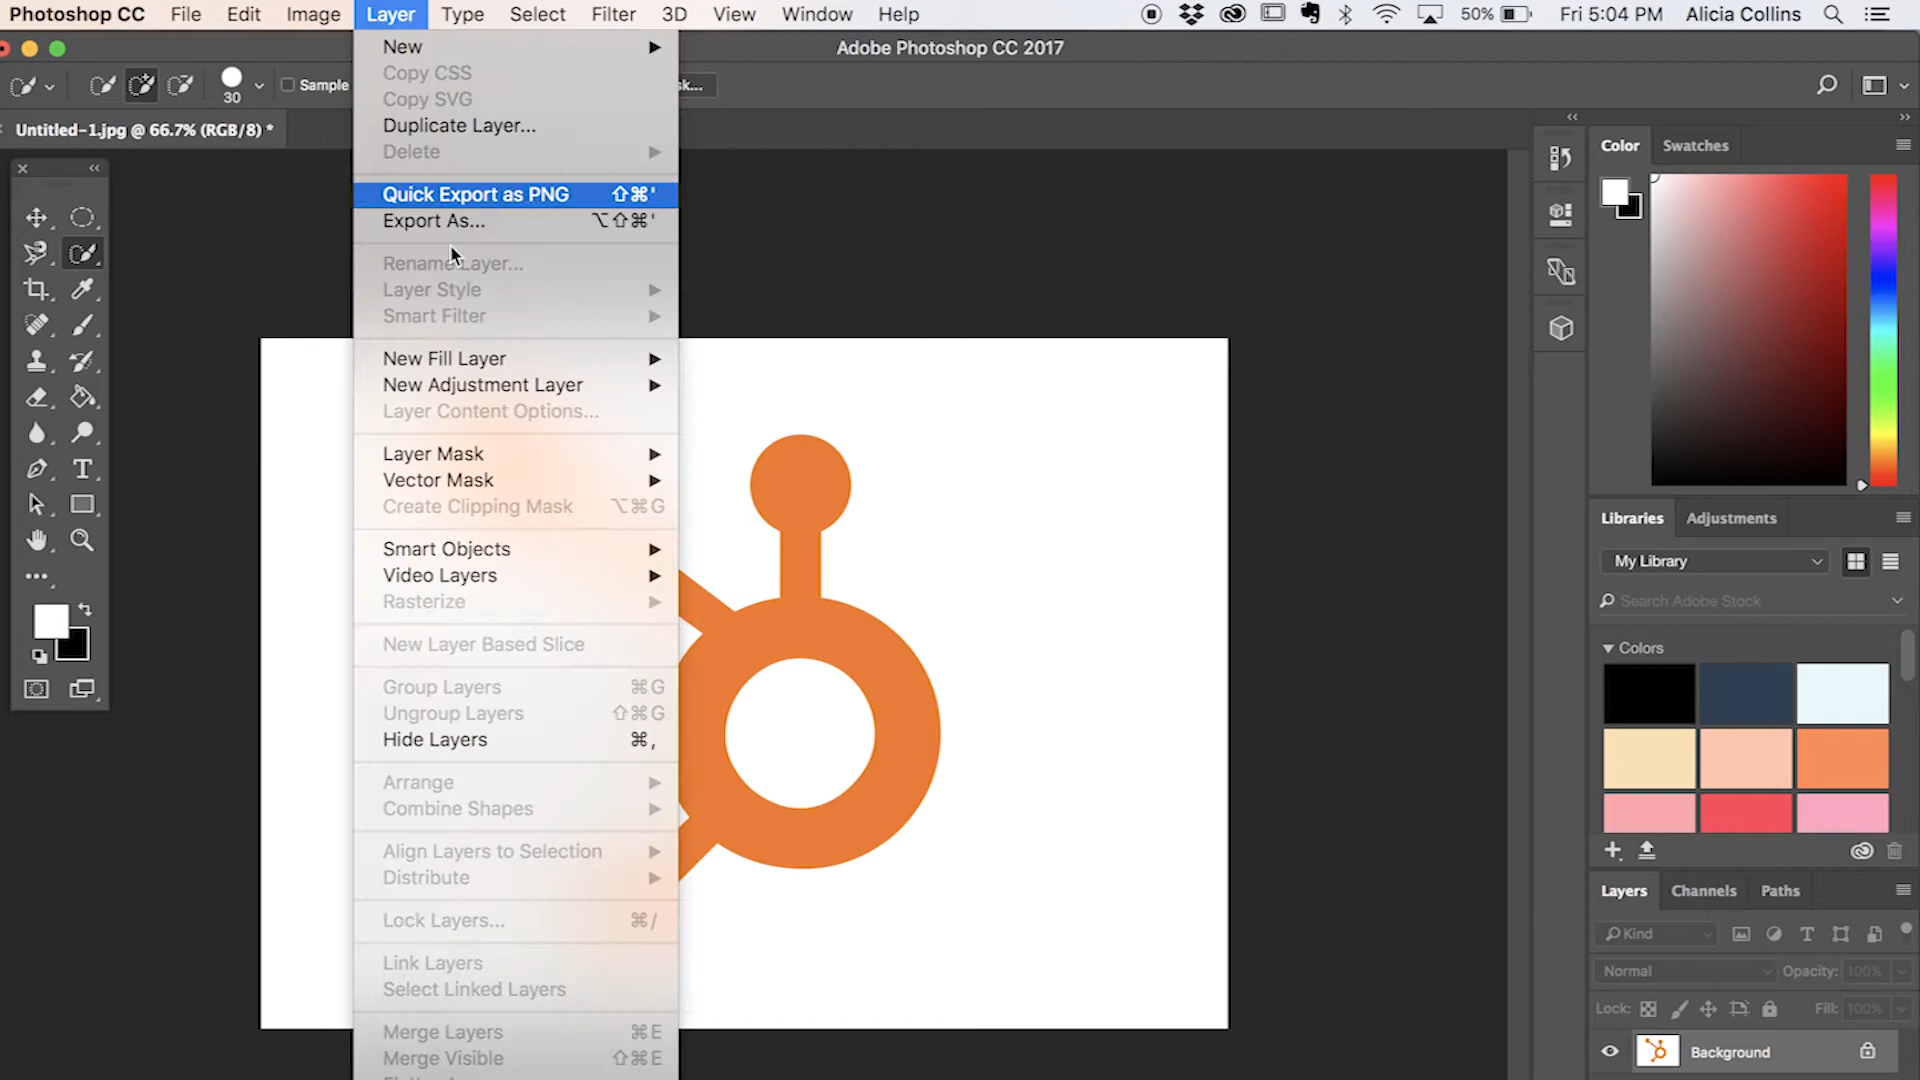 Photoshop CC File Edit Image Layer Type Select Filter 3D View Window Help 50% Fri 5:04 PM Alicia Collins
Adobe Photoshop CC 2017
30 Sample
Untitled-1.jpg @ 66.7% (RGB/8) *
New
Copy CSS
Copy SVG
Duplicate Layer...
Delete
Quick Export as PNG ⇧⌘'
Export As... ⌥⇧⌘'
Rename Layer...
Layer Style
Smart Filter
New Fill Layer
New Adjustment Layer
Layer Content Options...
Layer Mask
Vector Mask
Create Clipping Mask ⌥⌘G
Smart Objects
Video Layers
Rasterize
New Layer Based Slice
Group Layers ⌘G
Ungroup Layers ⇧⌘G
Hide Layers ⌘,
Arrange
Combine Shapes
Align Layers to Selection
Distribute
Lock Layers... ⌘/
Link Layers
Select Linked Layers
Merge Layers ⌘E
Merge Visible ⇧⌘E
Color Swatches
Libraries Adjustments
My Library
Search Adobe Stock
Colors
Layers Channels Paths
Kind
Normal Opacity: 100%
Lock: Fill: 100%
Background